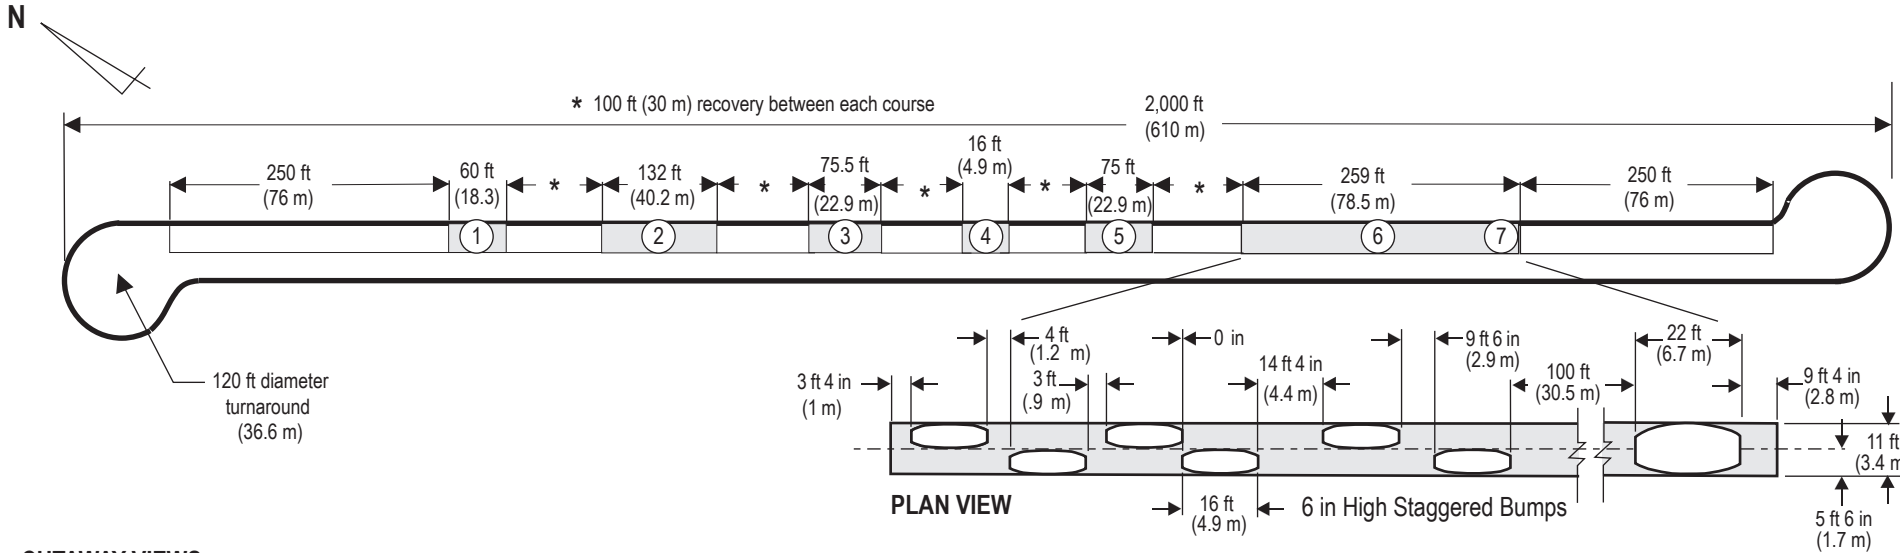 N
* 100 ft (30 m) recovery between each course
2,000 ft
(610 m)
250 ft
(76 m)
60 ft
(18.3)
*
132 ft
(40.2 m)
*
75.5 ft
(22.9 m)
*
16 ft
(4.9 m)
*
75 ft
(22.9 m)
*
259 ft
(78.5 m)
250 ft
(76 m)
1
2
3
4
5
6
7
120 ft diameter
turnaround
(36.6 m)
3 ft 4 in
(1 m)
4 ft
(1.2 m)
3 ft
(.9 m)
0 in
14 ft 4 in
(4.4 m)
9 ft 6 in
(2.9 m)
100 ft
(30.5 m)
22 ft
(6.7 m)
9 ft 4 in
(2.8 m)
11 ft
(3.4 m
5 ft 6 in
(1.7 m)
PLAN VIEW
16 ft
(4.9 m)
6 in High Staggered Bumps